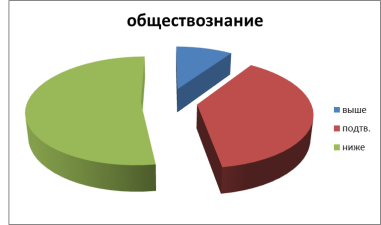 обществознание
выше
подтв.
ниже